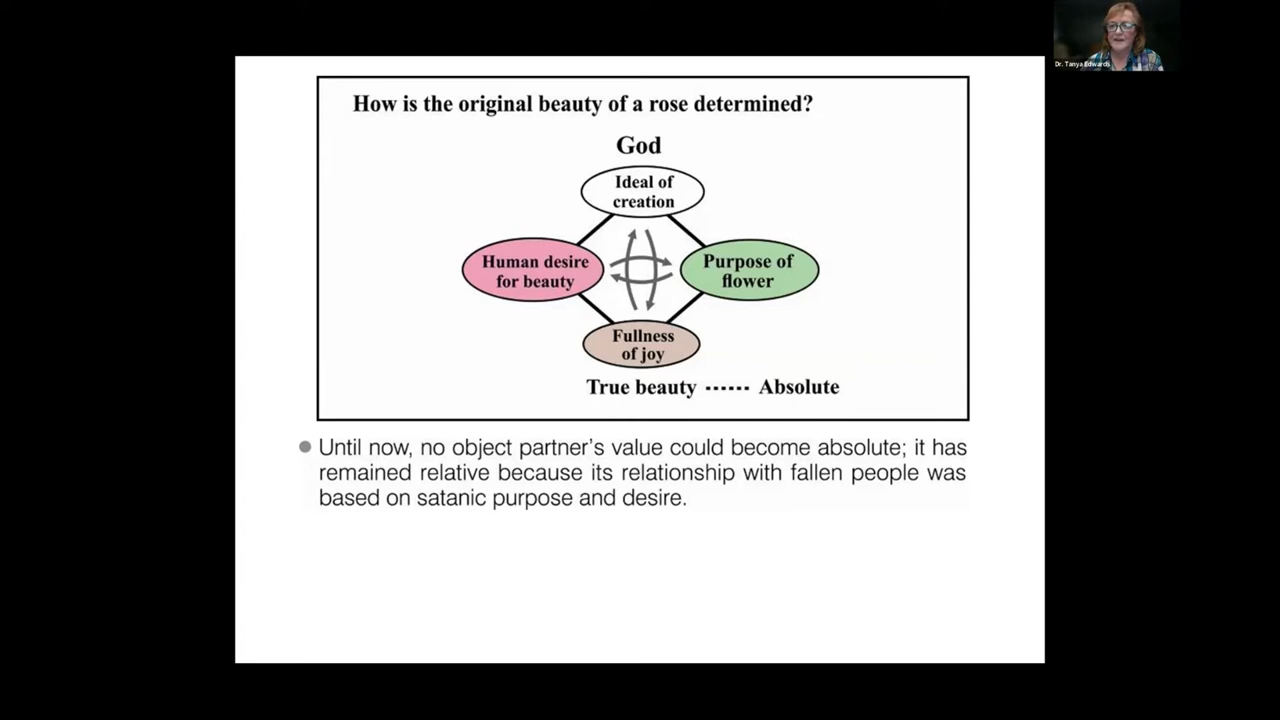 Dr. Tanya Edwards
How is the original beauty of a rose determined?
God
Ideal of
creation
Human desire
for beauty
Purpose of
flower
Fullness
of joy
True beauty ------ Absolute
● Until now, no object partner's value could become absolute; it has
remained relative because its relationship with fallen people was
based on satanic purpose and desire.